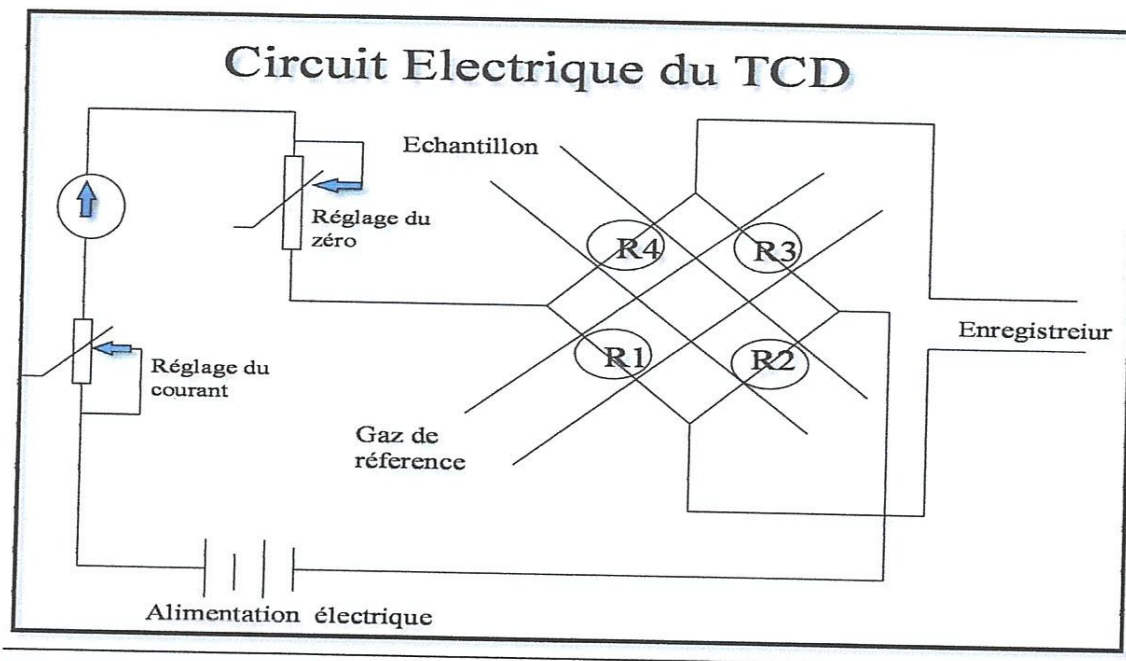 Circuit Electrique du TCD
Echantillon
Réglage du
zéro
R4
R3
Enregistreiur
R1
R2
Réglage du
courant
Gaz de
réference
Alimentation électrique